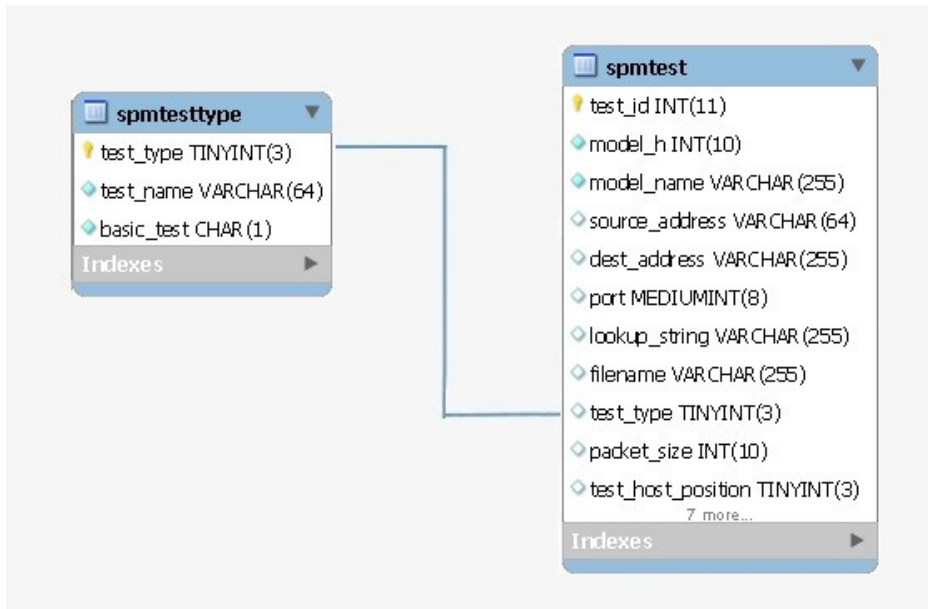 spmtesttype
test_type TINYINT(3)
test_name VARCHAR(64)
basic_test CHAR(1)
Indexes
spmtest
test_id INT(11)
model_h INT(10)
model_name VARCHAR(255)
source_address VARCHAR(64)
dest_address VARCHAR(255)
port MEDIUMINT(8)
lookup_string VARCHAR(255)
filename VARCHAR(255)
test_type TINYINT(3)
packet_size INT(10)
test_host_position TINYINT(3)
7 more...
Indexes